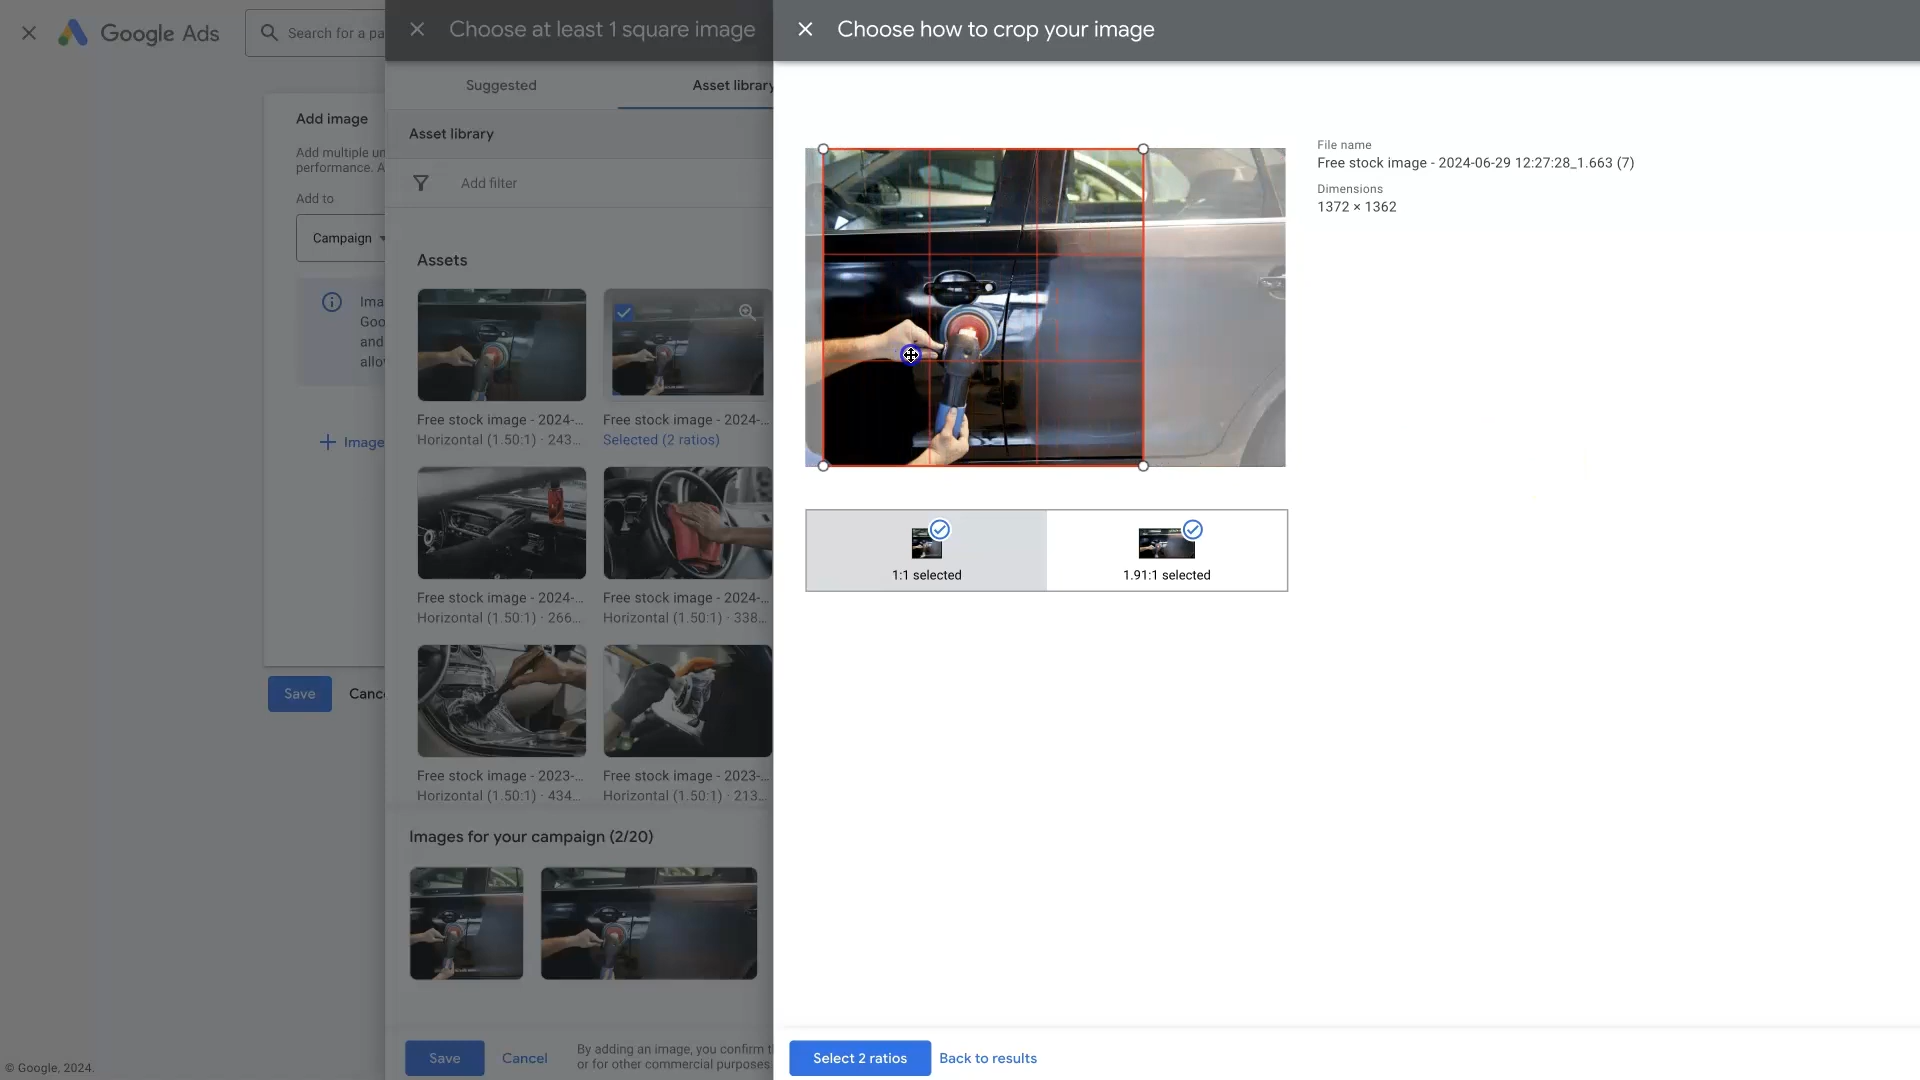 Google Ads
Search for a pa
Add image
Add multiple un
performance. A
Add to
Campaign
Ima
Goo
and
allo
Image
Save
Canc
© Google, 2024.
Choose at least 1 square image
Suggested
Asset library
Asset library
Add filter
Assets
Free stock image - 2024-...
Horizontal (1.50:1) · 243...
Free stock image - 2024-...
Selected (2 ratios)
Free stock image - 2024-...
Horizontal (1.50:1) · 266...
Free stock image - 2024-...
Horizontal (1.50:1) · 338...
Free stock image - 2023-...
Horizontal (1.50:1) · 434...
Free stock image - 2023-...
Horizontal (1.50:1) · 213...
Images for your campaign (2/20)
Save
Cancel
By adding an image, you confirm t
or for other commercial purposes
Choose how to crop your image
File name
Free stock image - 2024-06-29 12:27:28_1.663 (7)
Dimensions
1372 × 1362
1:1 selected
1.91:1 selected
Select 2 ratios
Back to results